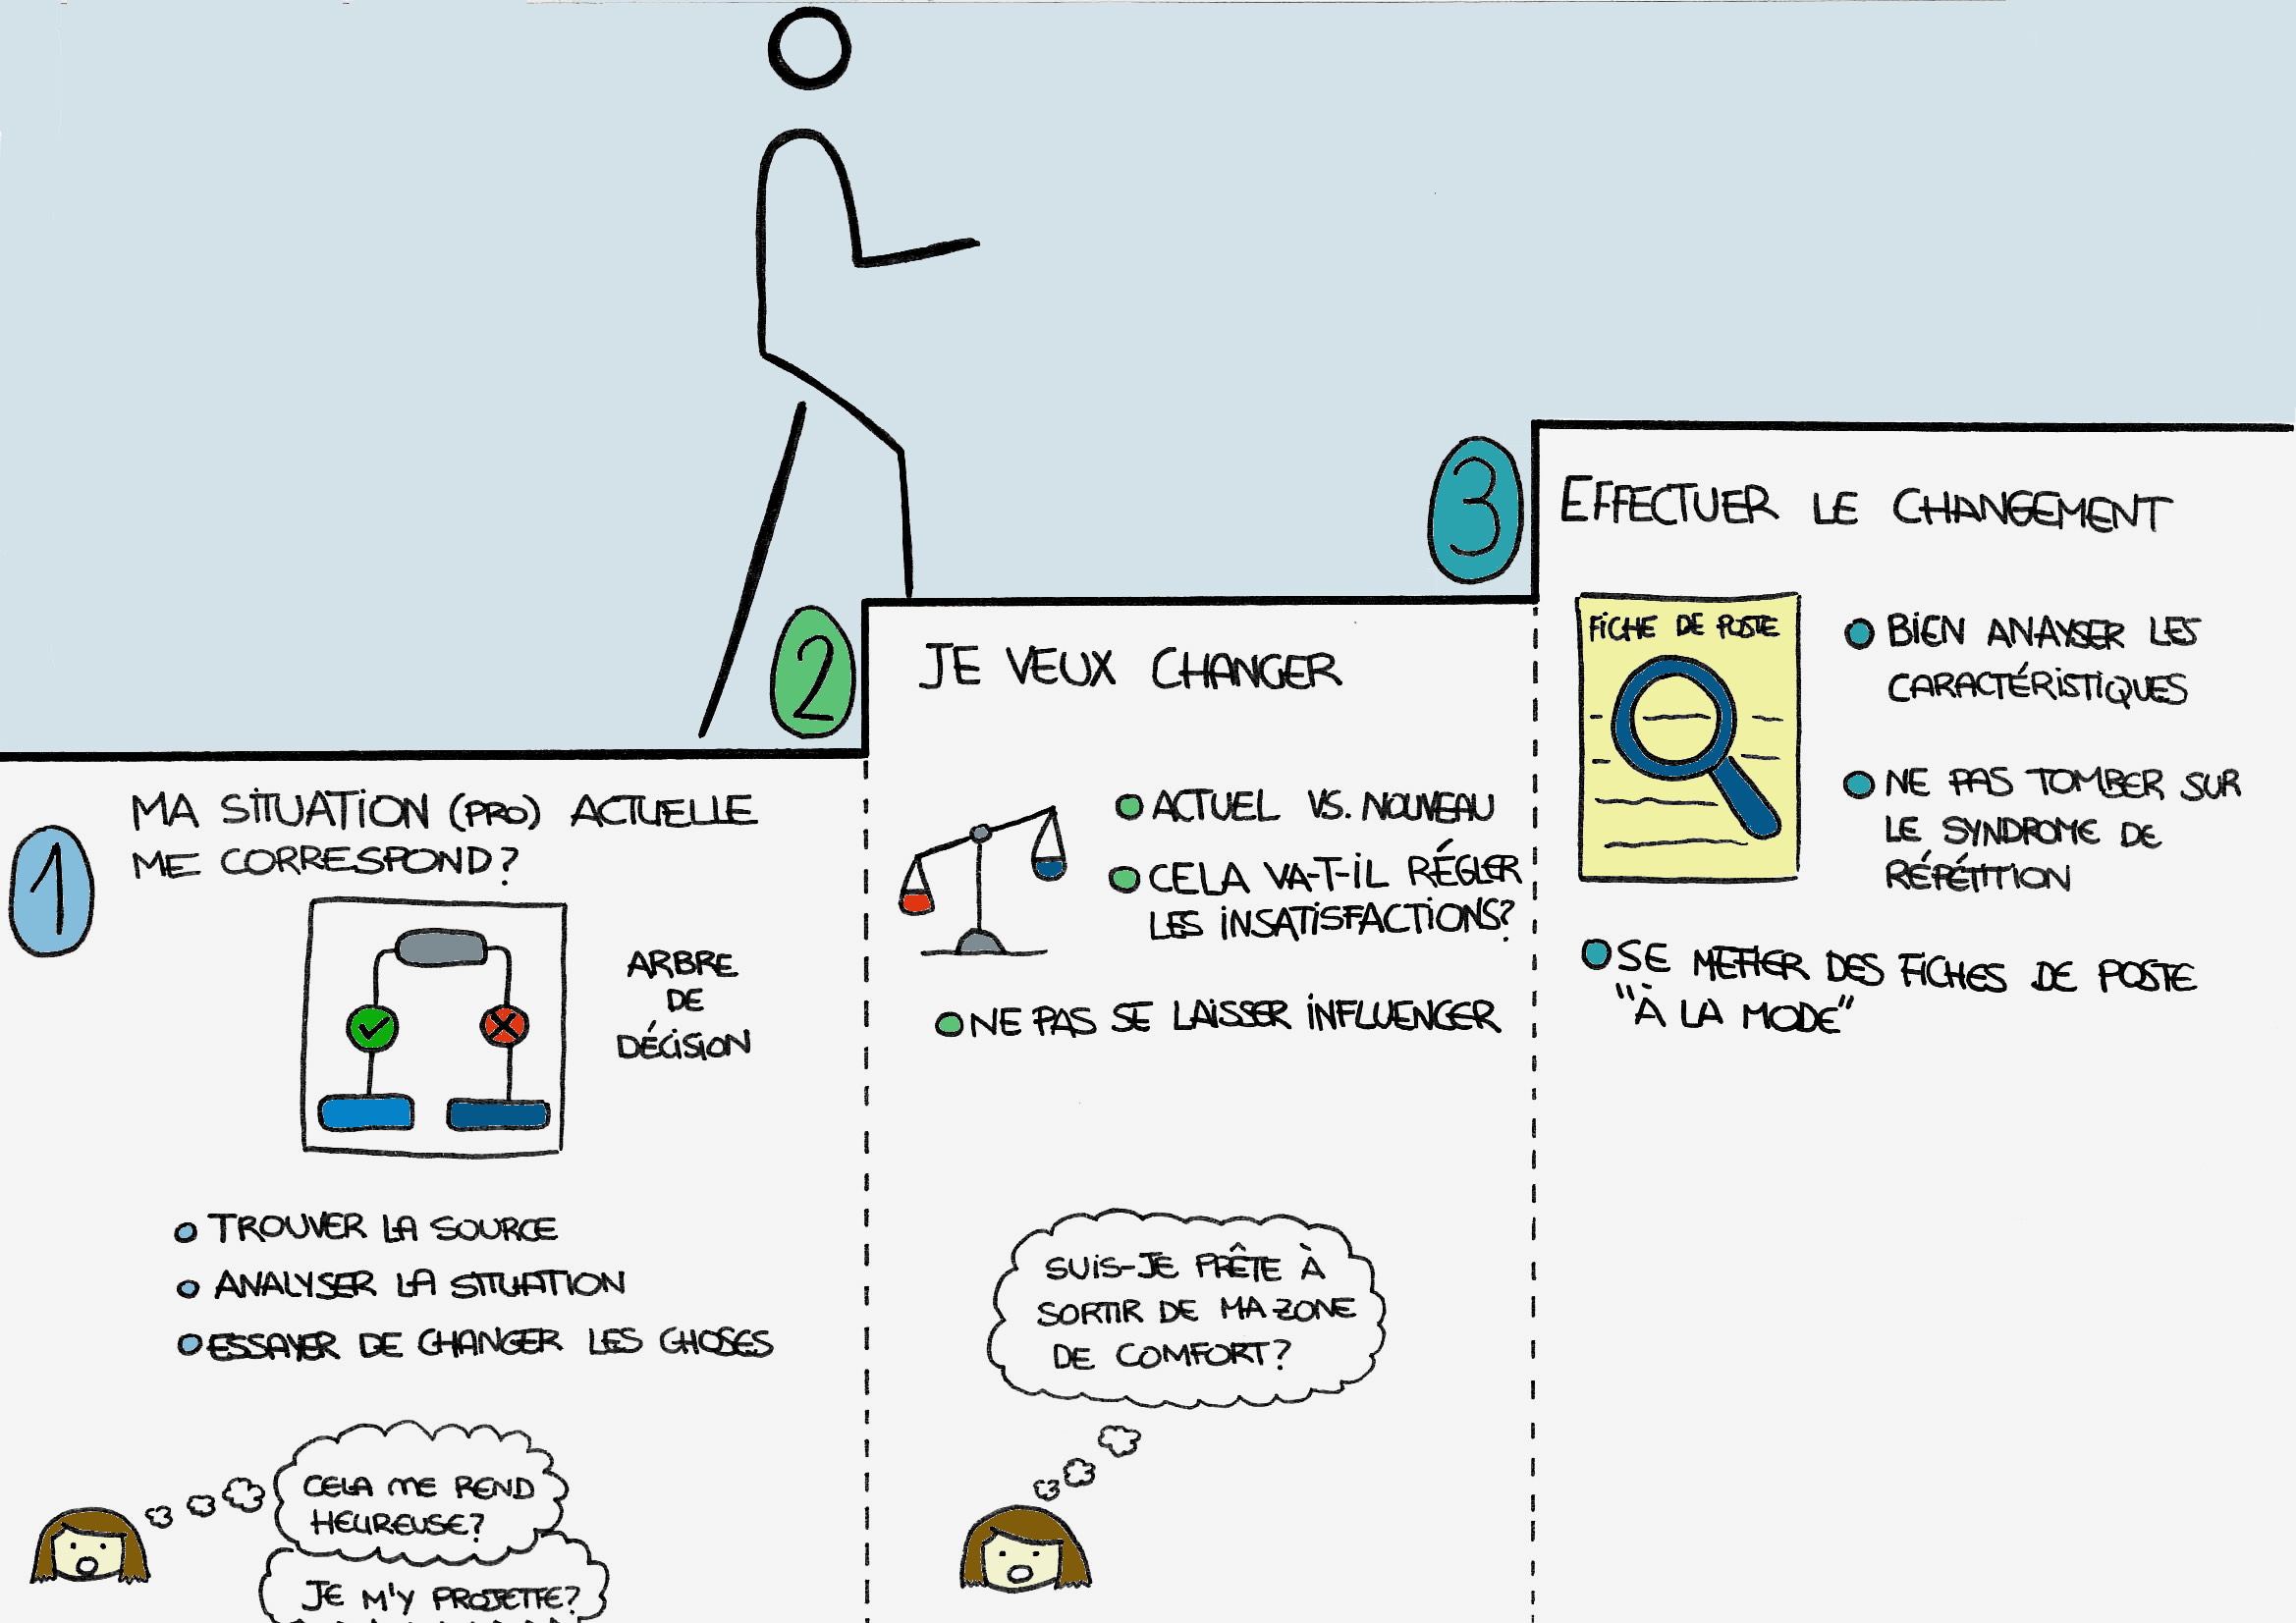 1
MA SITUATION (PRO) ACTUELLE
ME CORRESPOND?
ARBRE
DE
DÉCISION
TROUVER LA SOURCE
ANALYSER LA SITUATION
ESSAYER DE CHANGER LES CHOSES
CELA ME REND
HEUREUSE?
JE M'Y PROJETTE?
2
JE VEUX CHANGER
ACTUEL VS. NOUVEAU
CELA VA-T-IL RÉGLER
LES INSATISFACTIONS?
NE PAS SE LAISSER INFLUENCER
SUIS-JE PRÊTE À
SORTIR DE MA ZONE
DE COMFORT?
3
EFFECTUER LE CHANGEMENT
FICHE DE POSTE
BIEN ANAYSER LES
CARACTÉRISTIQUES
NE PAS TOMBER SUR
LE SYNDROME DE
RÉPÉTITION
SE MEFIER DES FICHES DE POSTE
"À LA MODE"